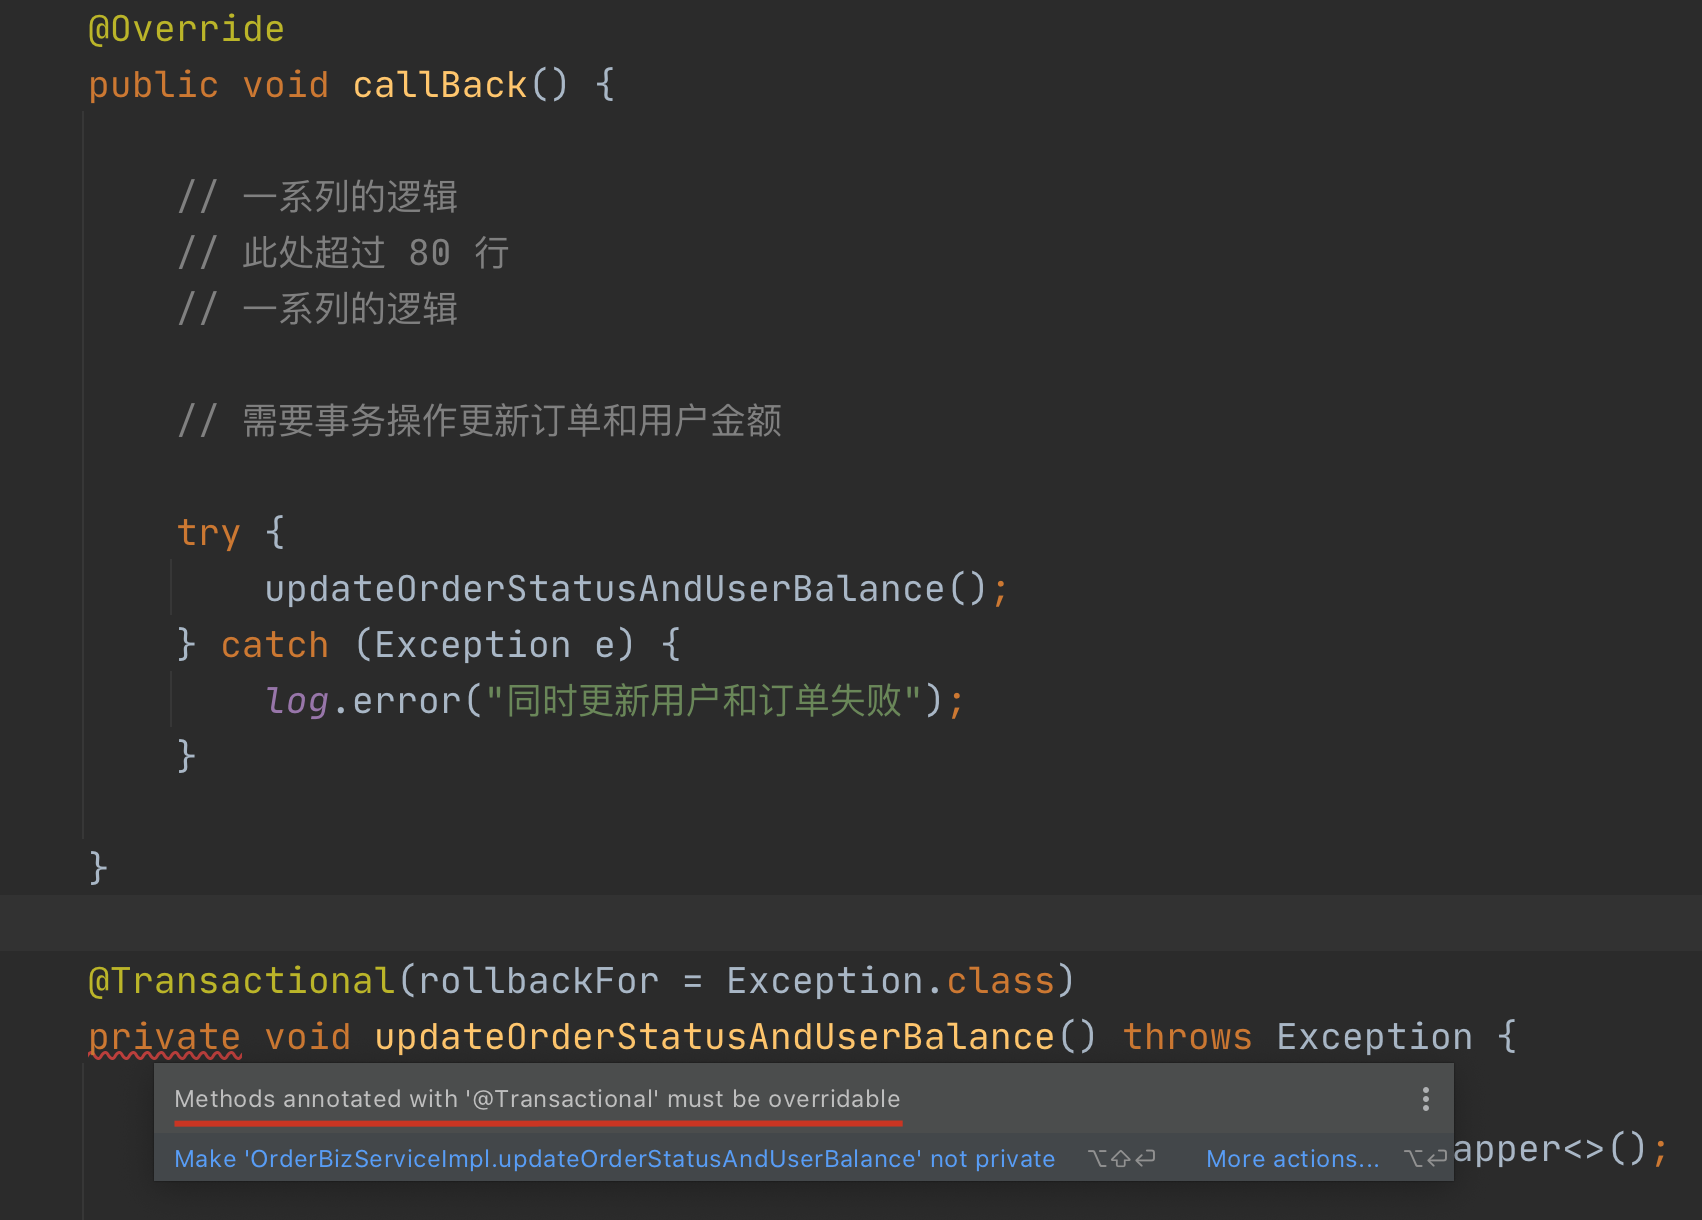 @Override
public void callBack() {
// 一系列的逻辑
// 此处超过 80 行
// 一系列的逻辑
// 需要事务操作更新订单和用户金额
try {
updateOrderStatusAndUserBalance();
} catch (Exception e) {
log.error("同时更新用户和订单失败");
}
}
@Transactional(rollbackFor = Exception.class)
private void updateOrderStatusAndUserBalance() throws Exception {
Methods annotated with '@Transactional' must be overridable
apper<>();
Make 'OrderBizServiceImpl.updateOrderStatusAndUserBalance' not private ⌥⇧⏎ More actions... ⌥⏎